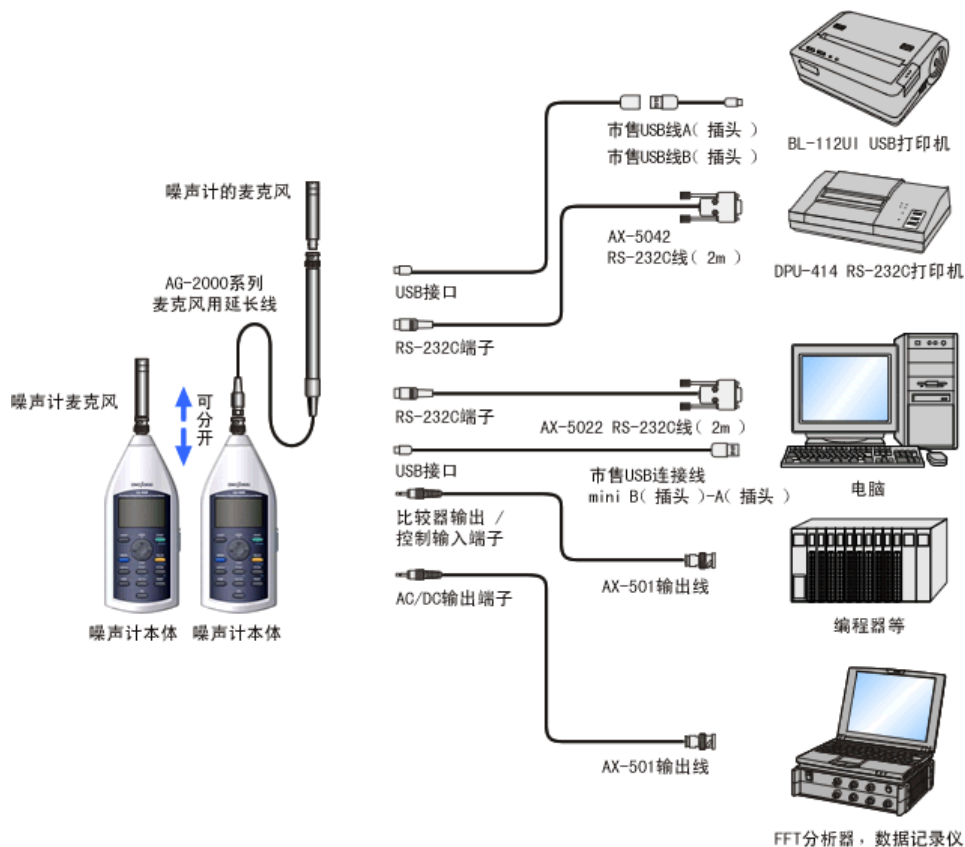 噪声计的麦克风
AG-2000系列
麦克风用延长线
噪声计麦克风
可分开
噪声计本体
噪声计本体
USB接口
RS-232C端子
RS-232C端子
USB接口
比较器输出 /
控制输入端子
AC/DC输出端子
市售USB线A( 插头 )
市售USB线B( 插头 )
AX-5042
RS-232C线( 2m )
AX-5022 RS-232C线( 2m )
市售USB连接线
mini B( 插头 )-A( 插头 )
AX-501输出线
AX-501输出线
BL-112UI USB打印机
DPU-414 RS-232C打印机
电脑
编程器等
FFT分析器，数据记录仪